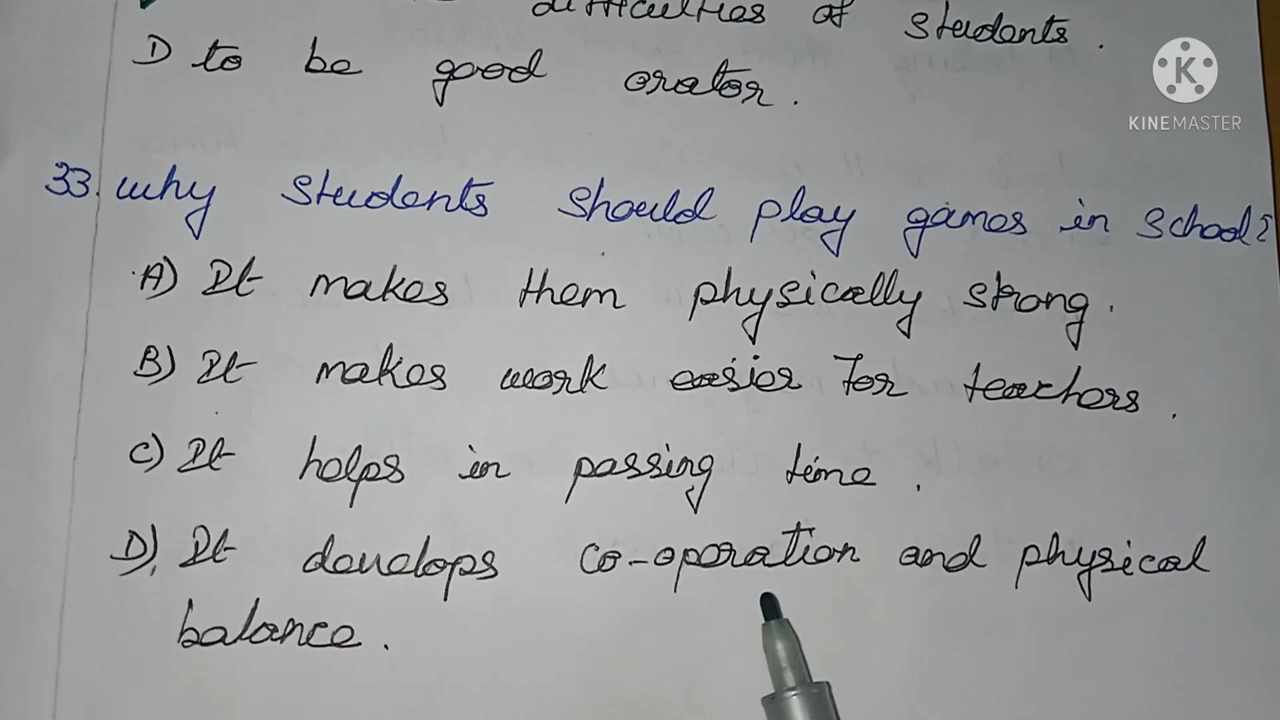 difficulties of students.
D to be good orator.
K
KINEMASTER
33. Why students should play games in school?
A) It makes them physically strong.
B) It makes work easier for teachers.
C) It helps in passing time.
D) It develops co-operation and physical
balance.